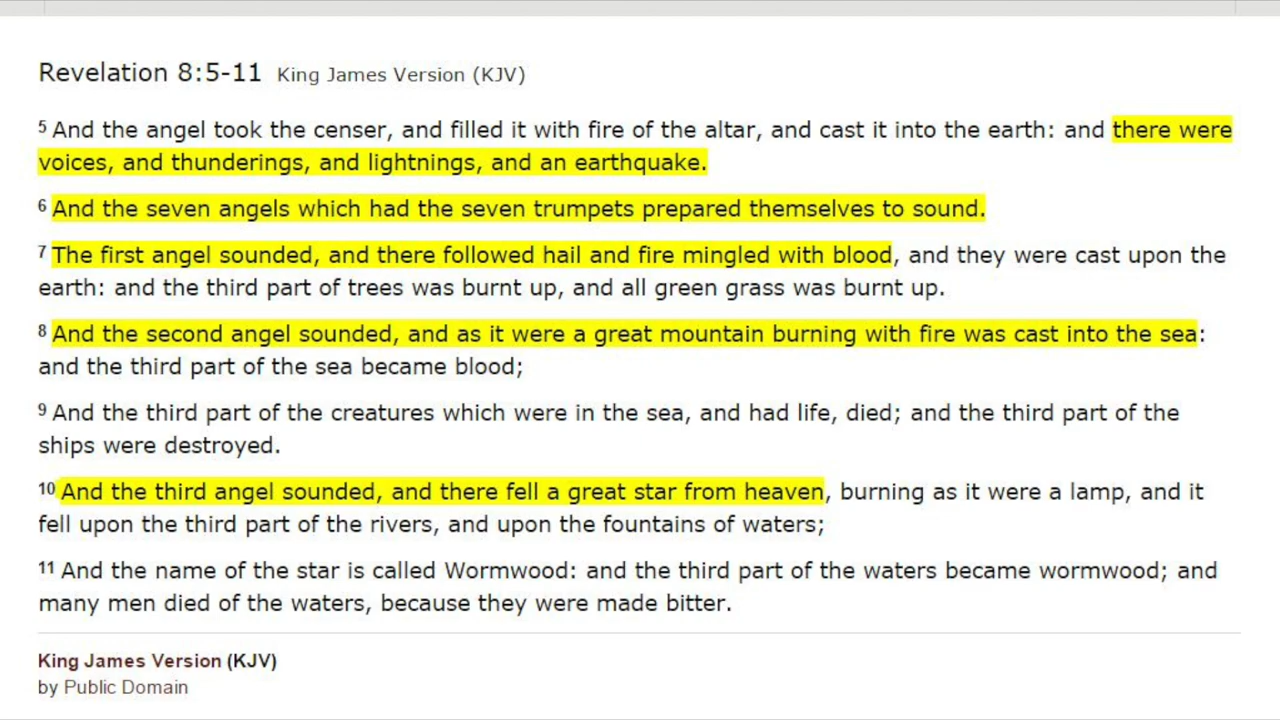 Revelation 8:5-11 King James Version (KJV)
5 And the angel took the censer, and filled it with fire of the altar, and cast it into the earth: and there were
voices, and thunderings, and lightnings, and an earthquake.
6 And the seven angels which had the seven trumpets prepared themselves to sound.
7 The first angel sounded, and there followed hail and fire mingled with blood, and they were cast upon the
earth: and the third part of trees was burnt up, and all green grass was burnt up.
8 And the second angel sounded, and as it were a great mountain burning with fire was cast into the sea:
and the third part of the sea became blood;
9 And the third part of the creatures which were in the sea, and had life, died; and the third part of the
ships were destroyed.
10 And the third angel sounded, and there fell a great star from heaven, burning as it were a lamp, and it
fell upon the third part of the rivers, and upon the fountains of waters;
11 And the name of the star is called Wormwood: and the third part of the waters became wormwood; and
many men died of the waters, because they were made bitter.
King James Version (KJV)
by Public Domain